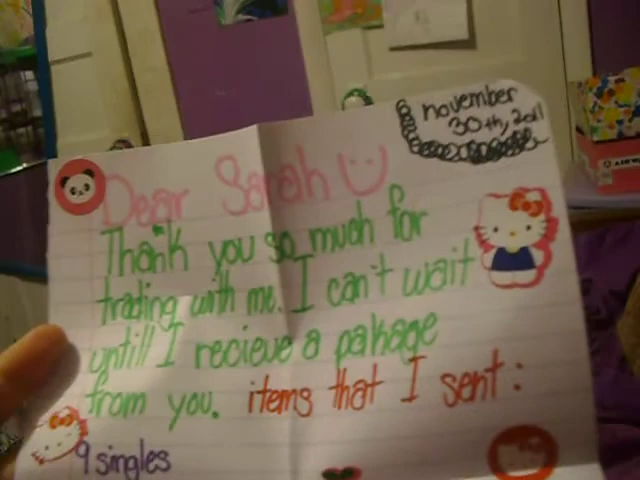 november
30th, 2011
Dear Sarah
Thank you so much for
trading with me. I can't wait
untill I recieve a pakage
from you. items that I sent:
9 singles